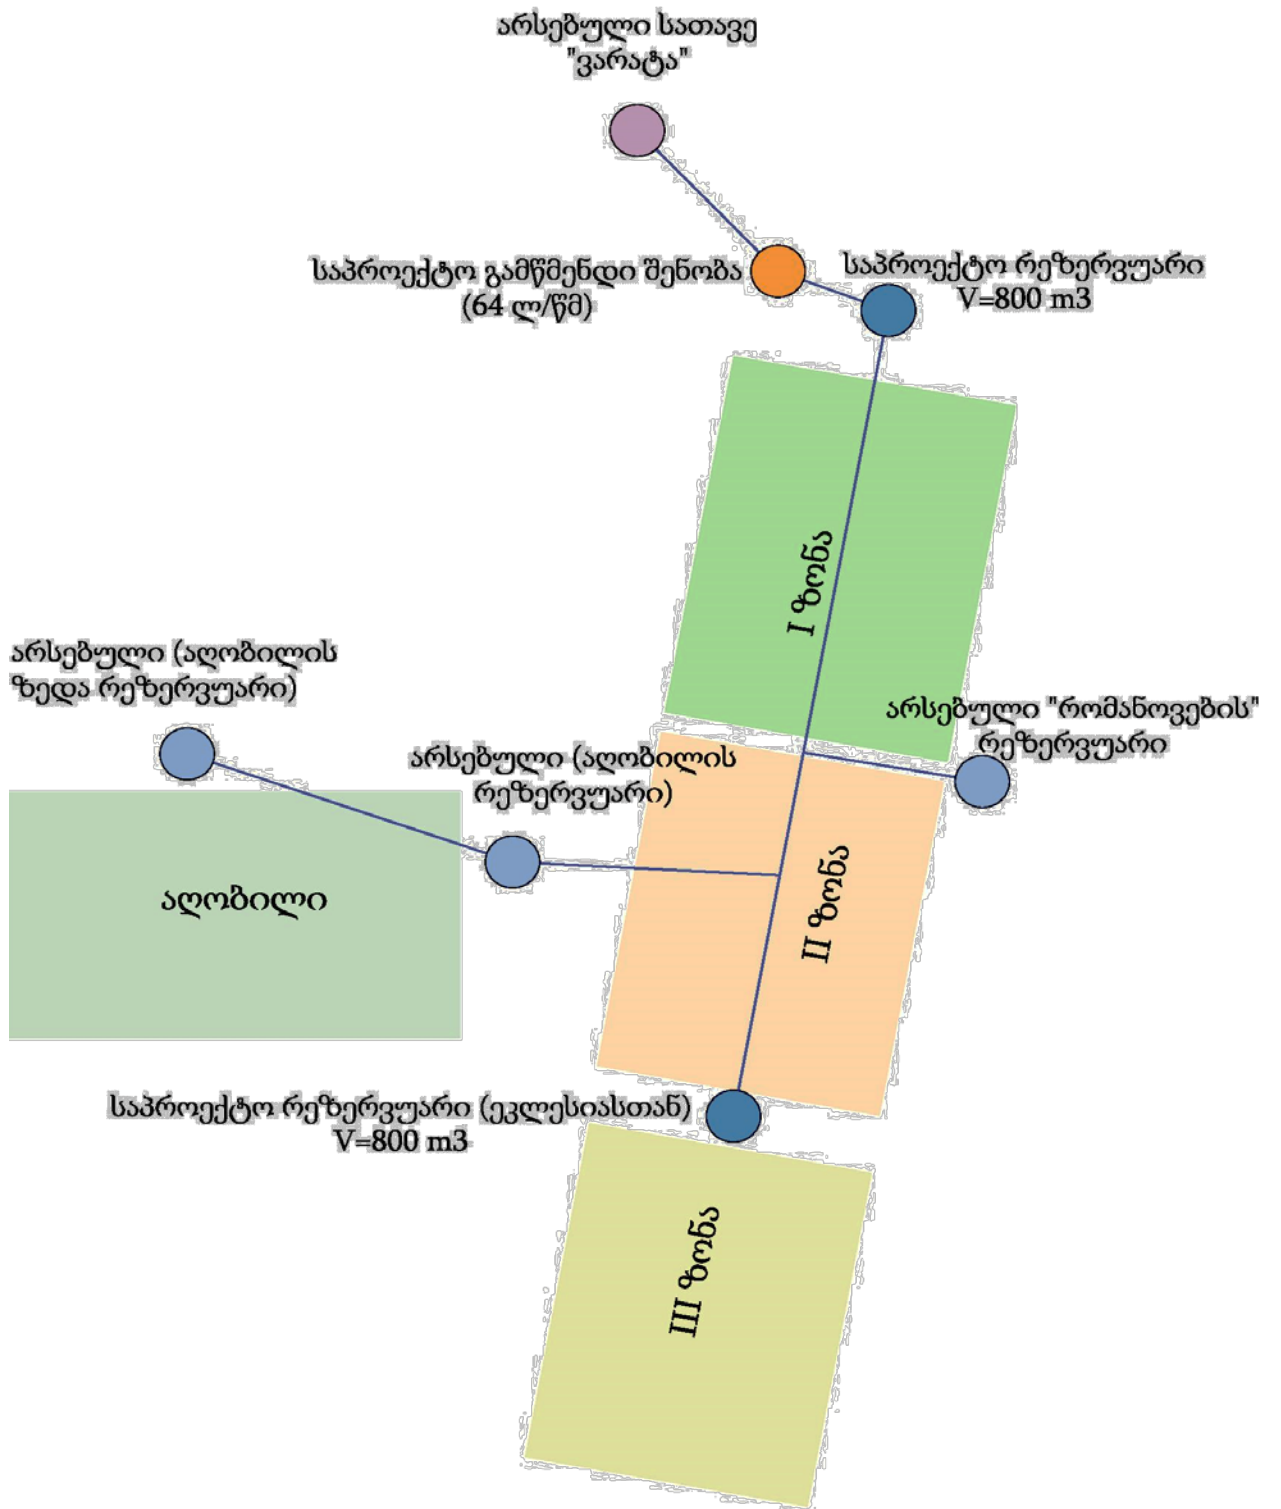 არსებული სათავე
"ვარატა"
საპროექტო გამწმენდი შენობა
(64 ლ/წმ)
საპროექტო რეზერვუარი
V=800 m3
I ზონა
არსებული (აღობილის
ზედა რეზერვუარი)
არსებული "რომანოვების"
რეზერვუარი
არსებული (აღობილის
რეზერვუარი)
აღობილი
II ზონა
საპროექტო რეზერვუარი (ეკლესიასთან)
V=800 m3
III ზონა